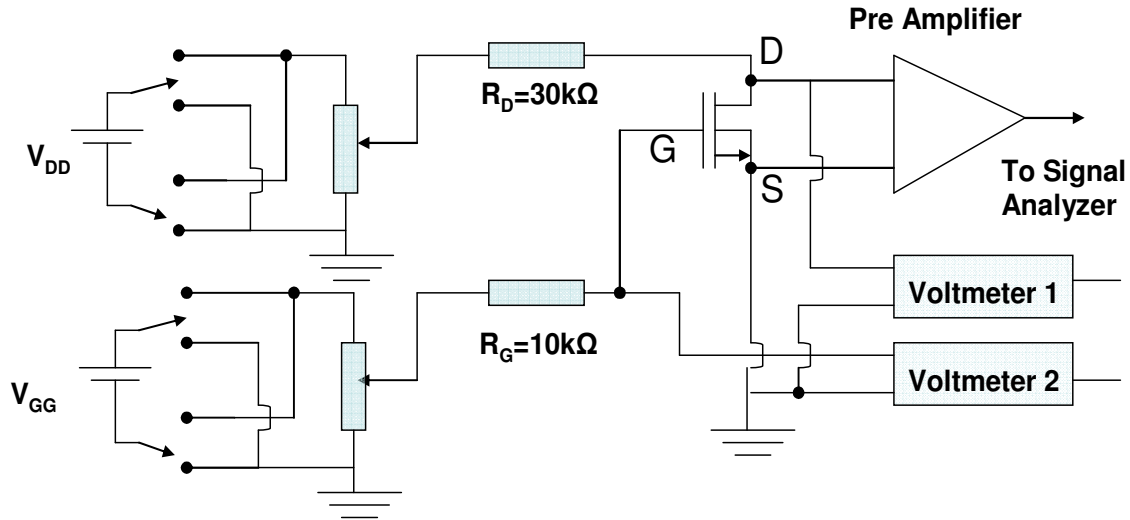 Pre Amplifier
D
R_D=30kΩ
G
V_DD
S
To Signal
Analyzer
Voltmeter 1
R_G=10kΩ
Voltmeter 2
V_GG